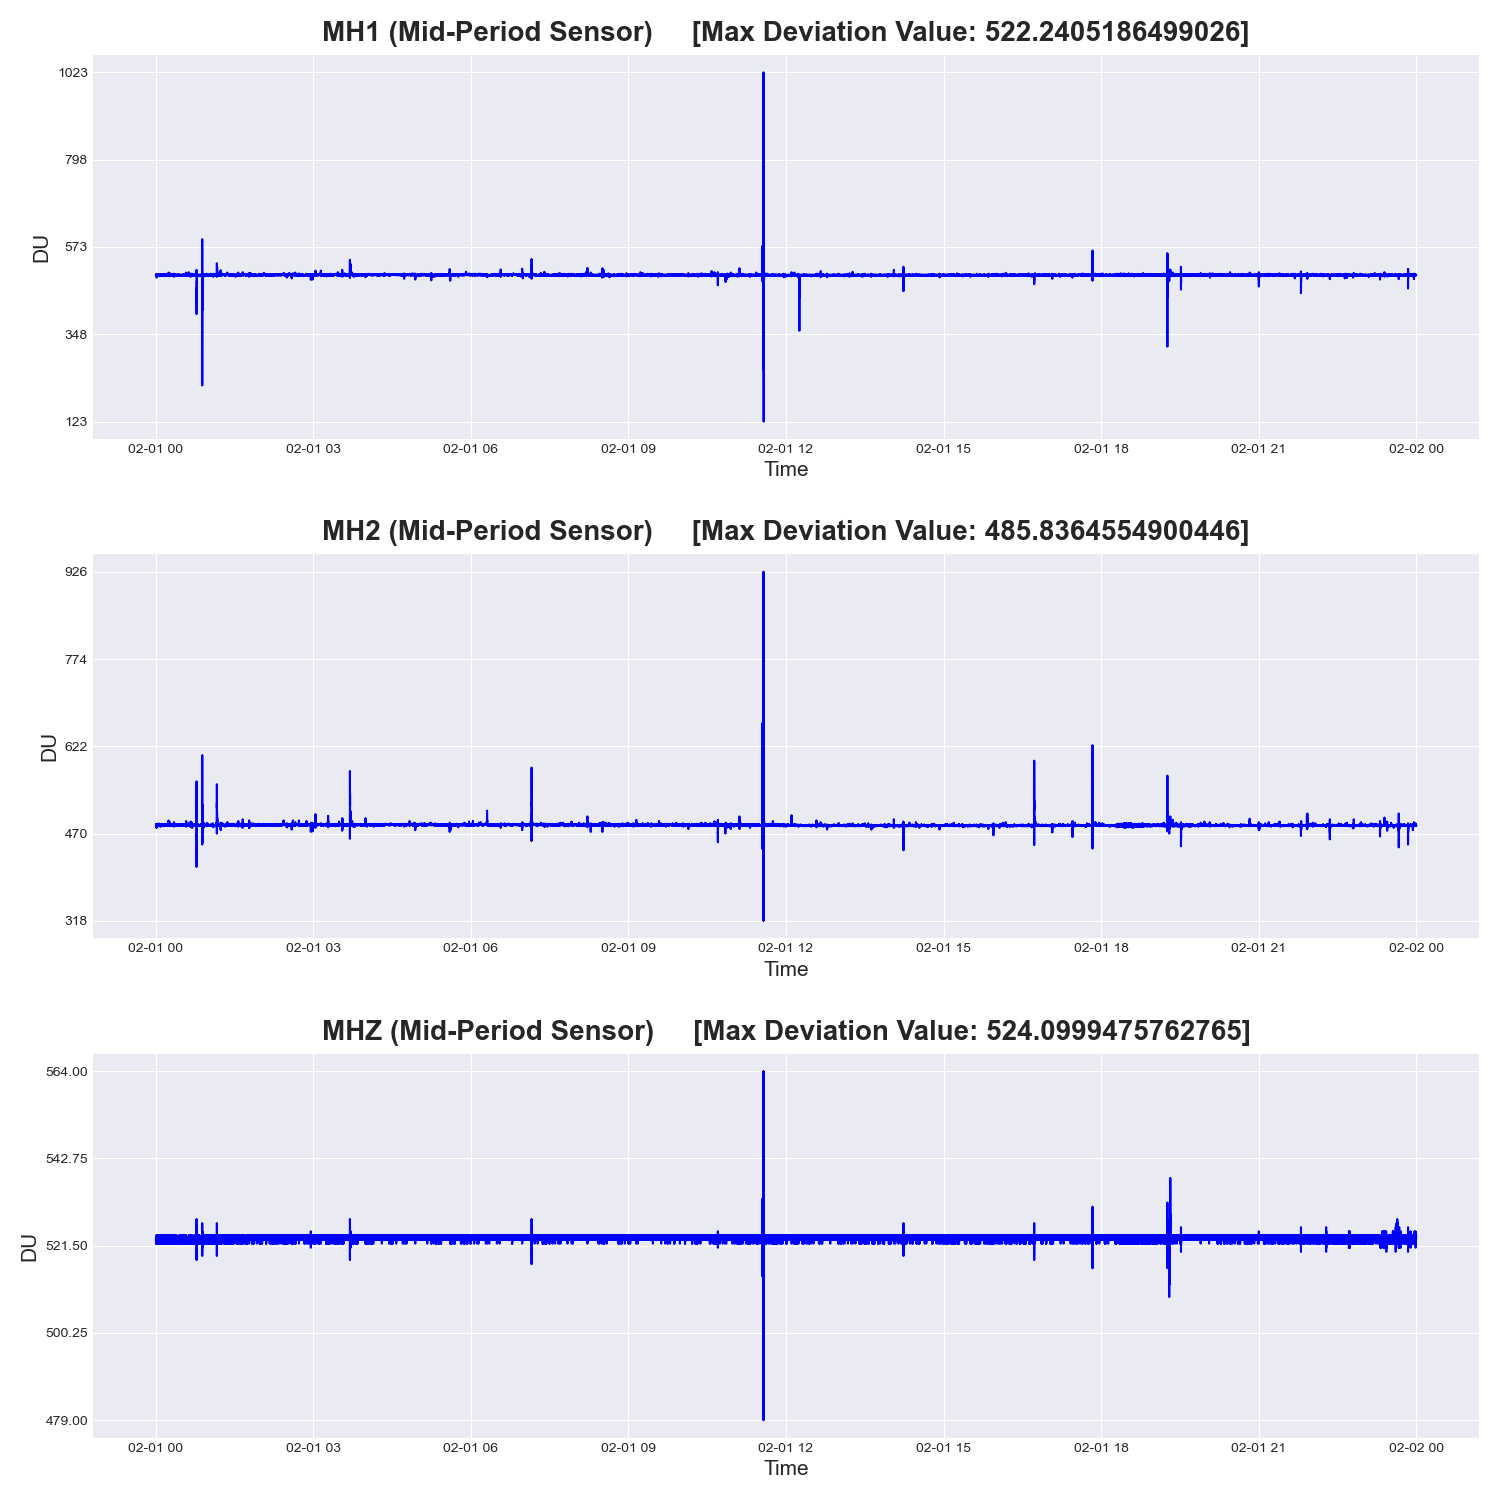 MH1 (Mid-Period Sensor) [Max Deviation Value: 522.2405186499026]
1023
798
573
348
123
DU
02-01 00 02-01 03 02-01 06 02-01 09 02-01 12 02-01 15 02-01 18 02-01 21 02-02 00
Time
MH2 (Mid-Period Sensor) [Max Deviation Value: 485.8364554900446]
926
774
622
470
318
DU
02-01 00 02-01 03 02-01 06 02-01 09 02-01 12 02-01 15 02-01 18 02-01 21 02-02 00
Time
MHZ (Mid-Period Sensor) [Max Deviation Value: 524.0999475762765]
564.00
542.75
521.50
500.25
479.00
DU
02-01 00 02-01 03 02-01 06 02-01 09 02-01 12 02-01 15 02-01 18 02-01 21 02-02 00
Time